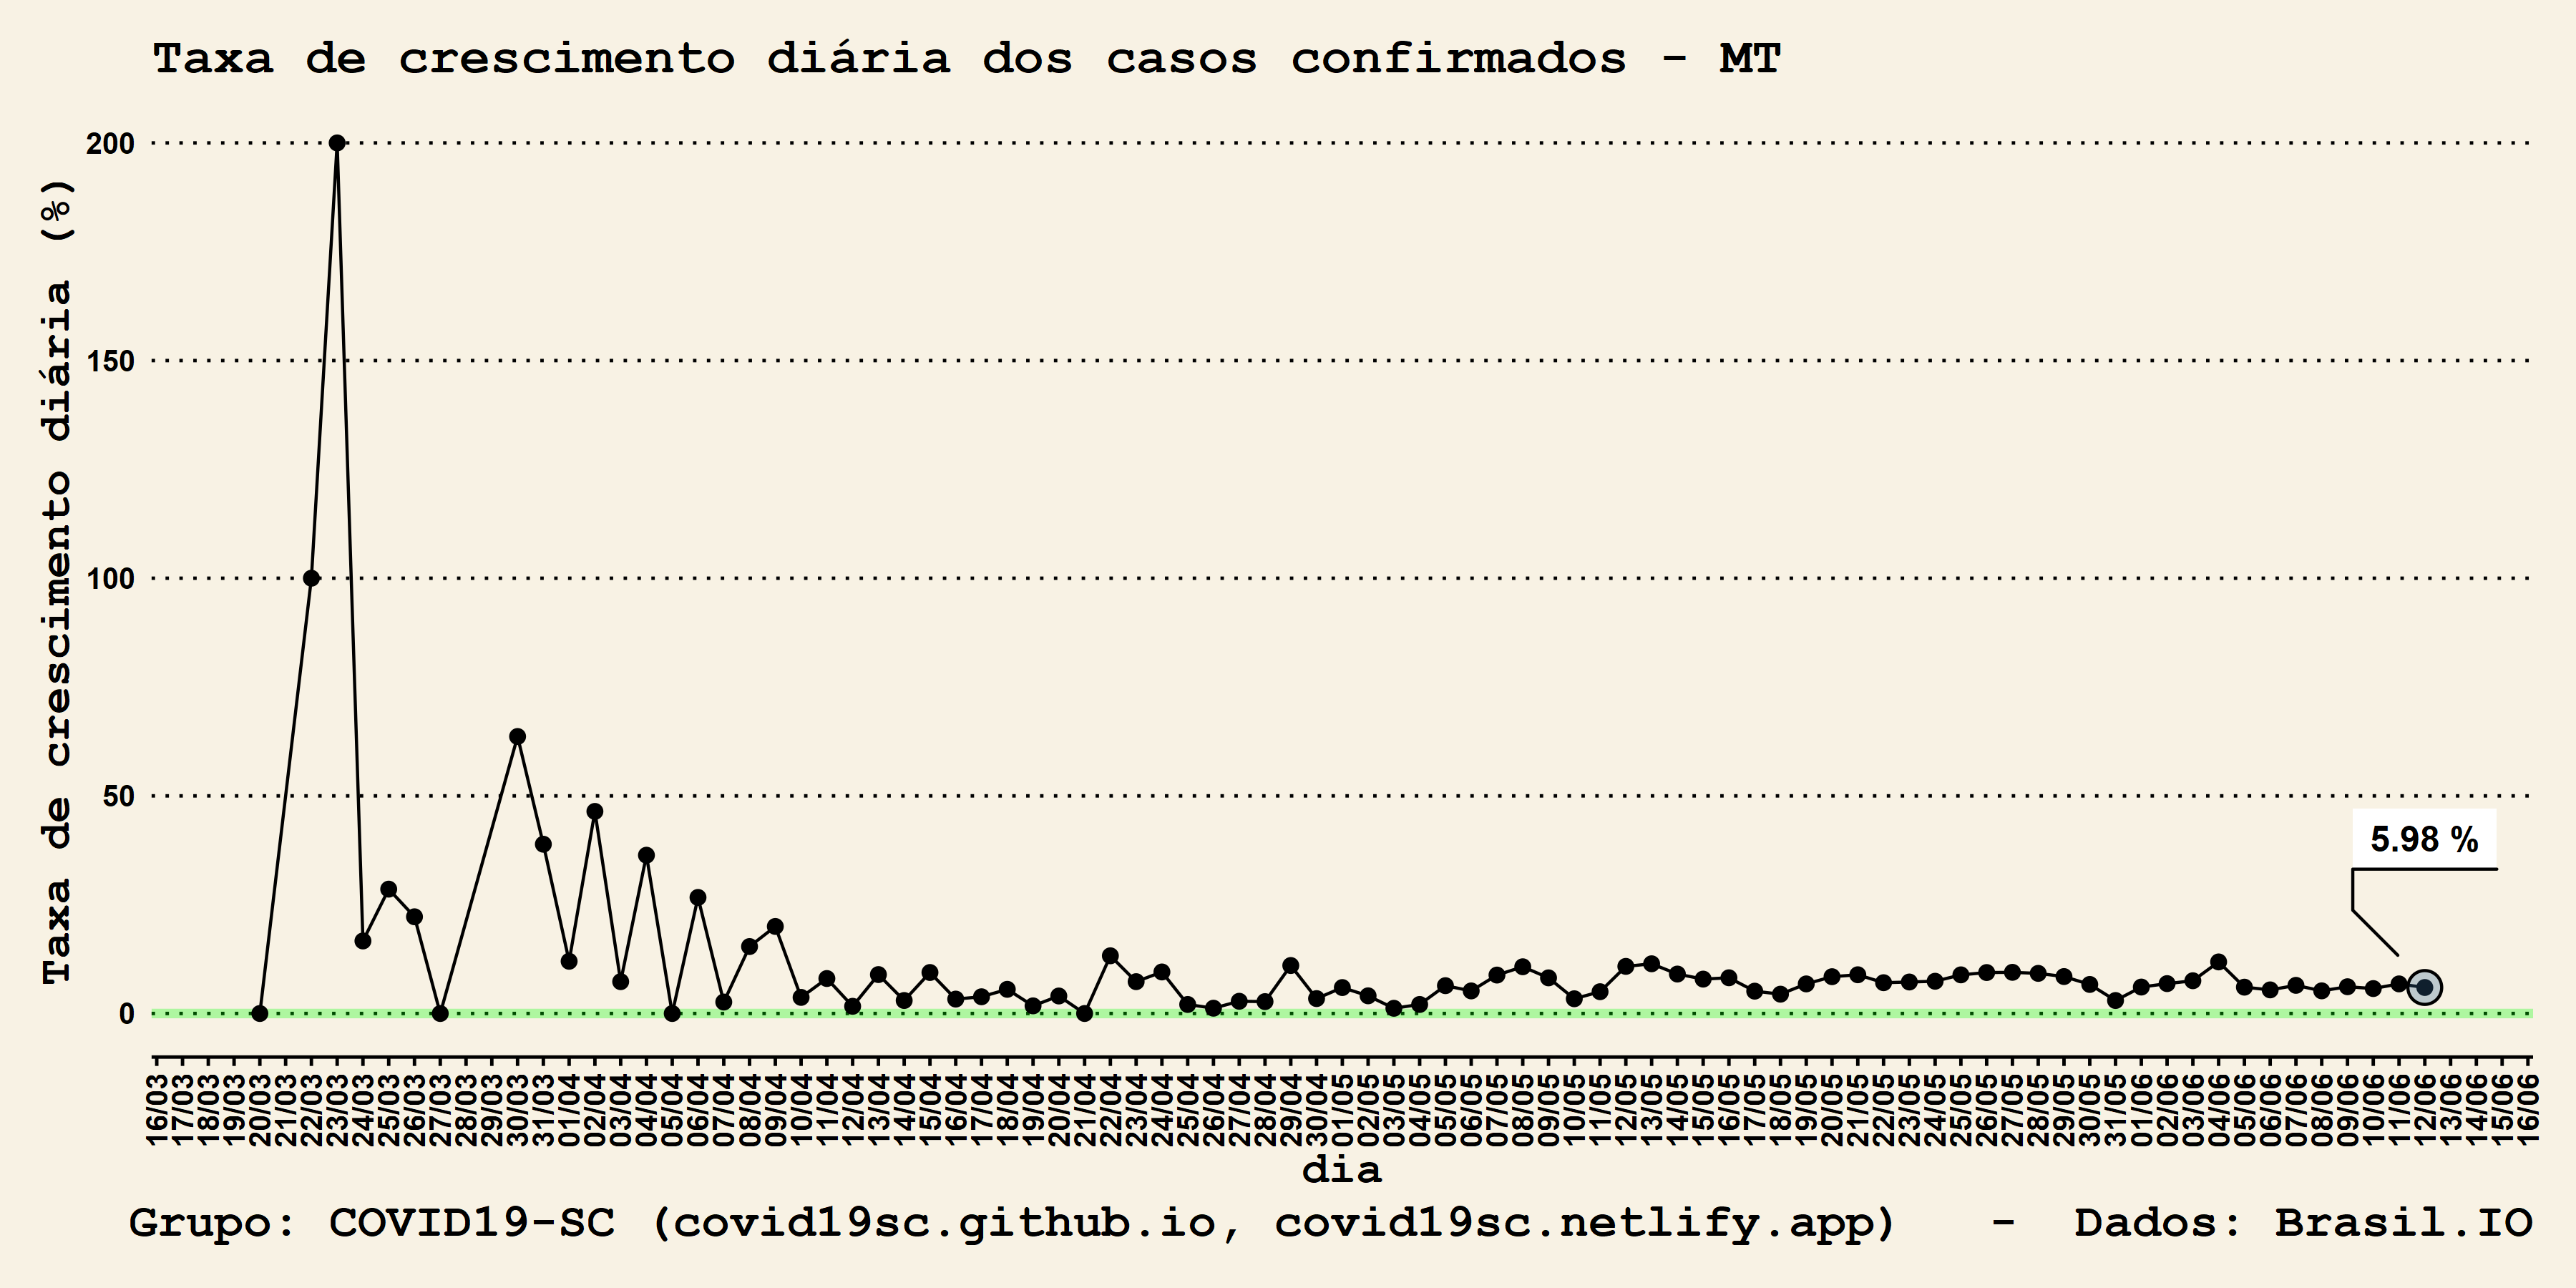 Taxa de crescimento diária dos casos confirmados - MT
Taxa de crescimento diária (%)
200
150
100
50
0
5.98 %
16/03 17/03 18/03 19/03 20/03 21/03 22/03 23/03 24/03 25/03 26/03 27/03 28/03 29/03 30/03 31/03 01/04 02/04 03/04 04/04 05/04 06/04 07/04 08/04 09/04 10/04 11/04 12/04 13/04 14/04 15/04 16/04 17/04 18/04 19/04 20/04 21/04 22/04 23/04 24/04 25/04 26/04 27/04 28/04 29/04 30/04 01/05 02/05 03/05 04/05 05/05 06/05 07/05 08/05 09/05 10/05 11/05 12/05 13/05 14/05 15/05 16/05 17/05 18/05 19/05 20/05 21/05 22/05 23/05 24/05 25/05 26/05 27/05 28/05 29/05 30/05 31/05 01/06 02/06 03/06 04/06 05/06 06/06 07/06 08/06 09/06 10/06 11/06 12/06 13/06 14/06 15/06 16/06
dia
Grupo: COVID19-SC (covid19sc.github.io, covid19sc.netlify.app) - Dados: Brasil.IO